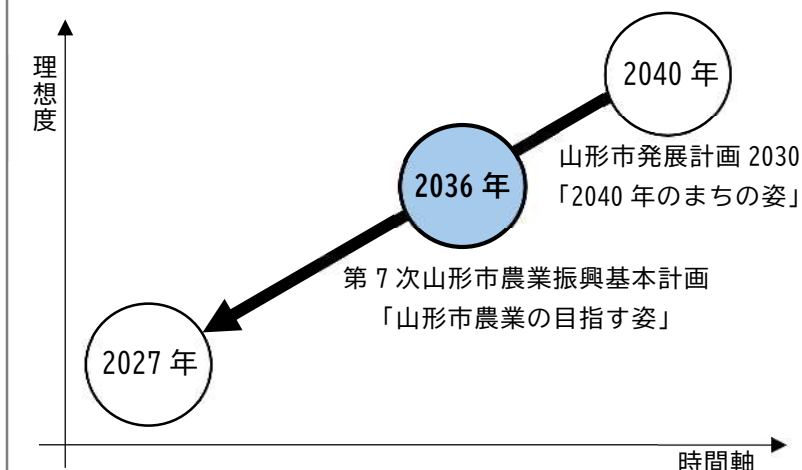 理想度
2040 年
山形市発展計画 2030
「2040 年のまちの姿」
2036 年
第 7 次山形市農業振興基本計画
「山形市農業の目指す姿」
2027 年
時間軸